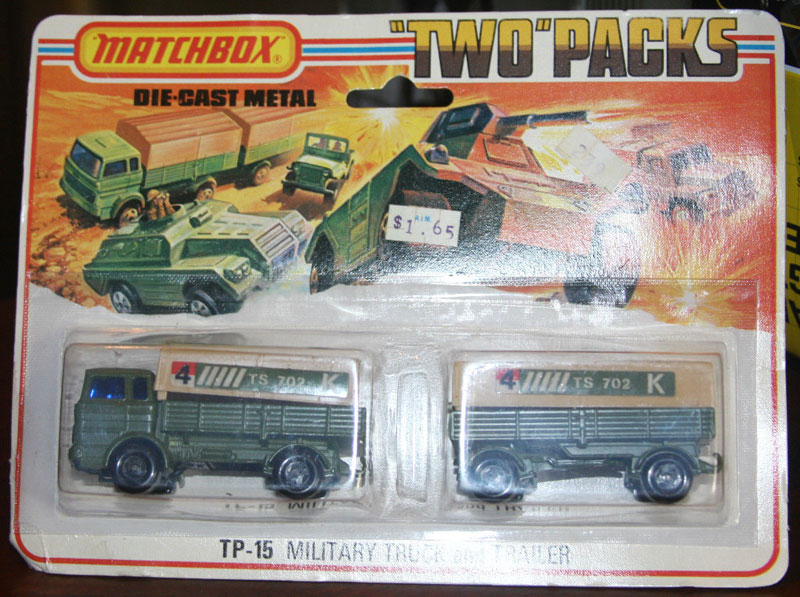 MATCHBOX®
"TWO" PACKS
DIE-CAST METAL
$1.65
4 TS 702 K
4 TS 702 K
TP-15 MILITARY TRUCK and TRAILER